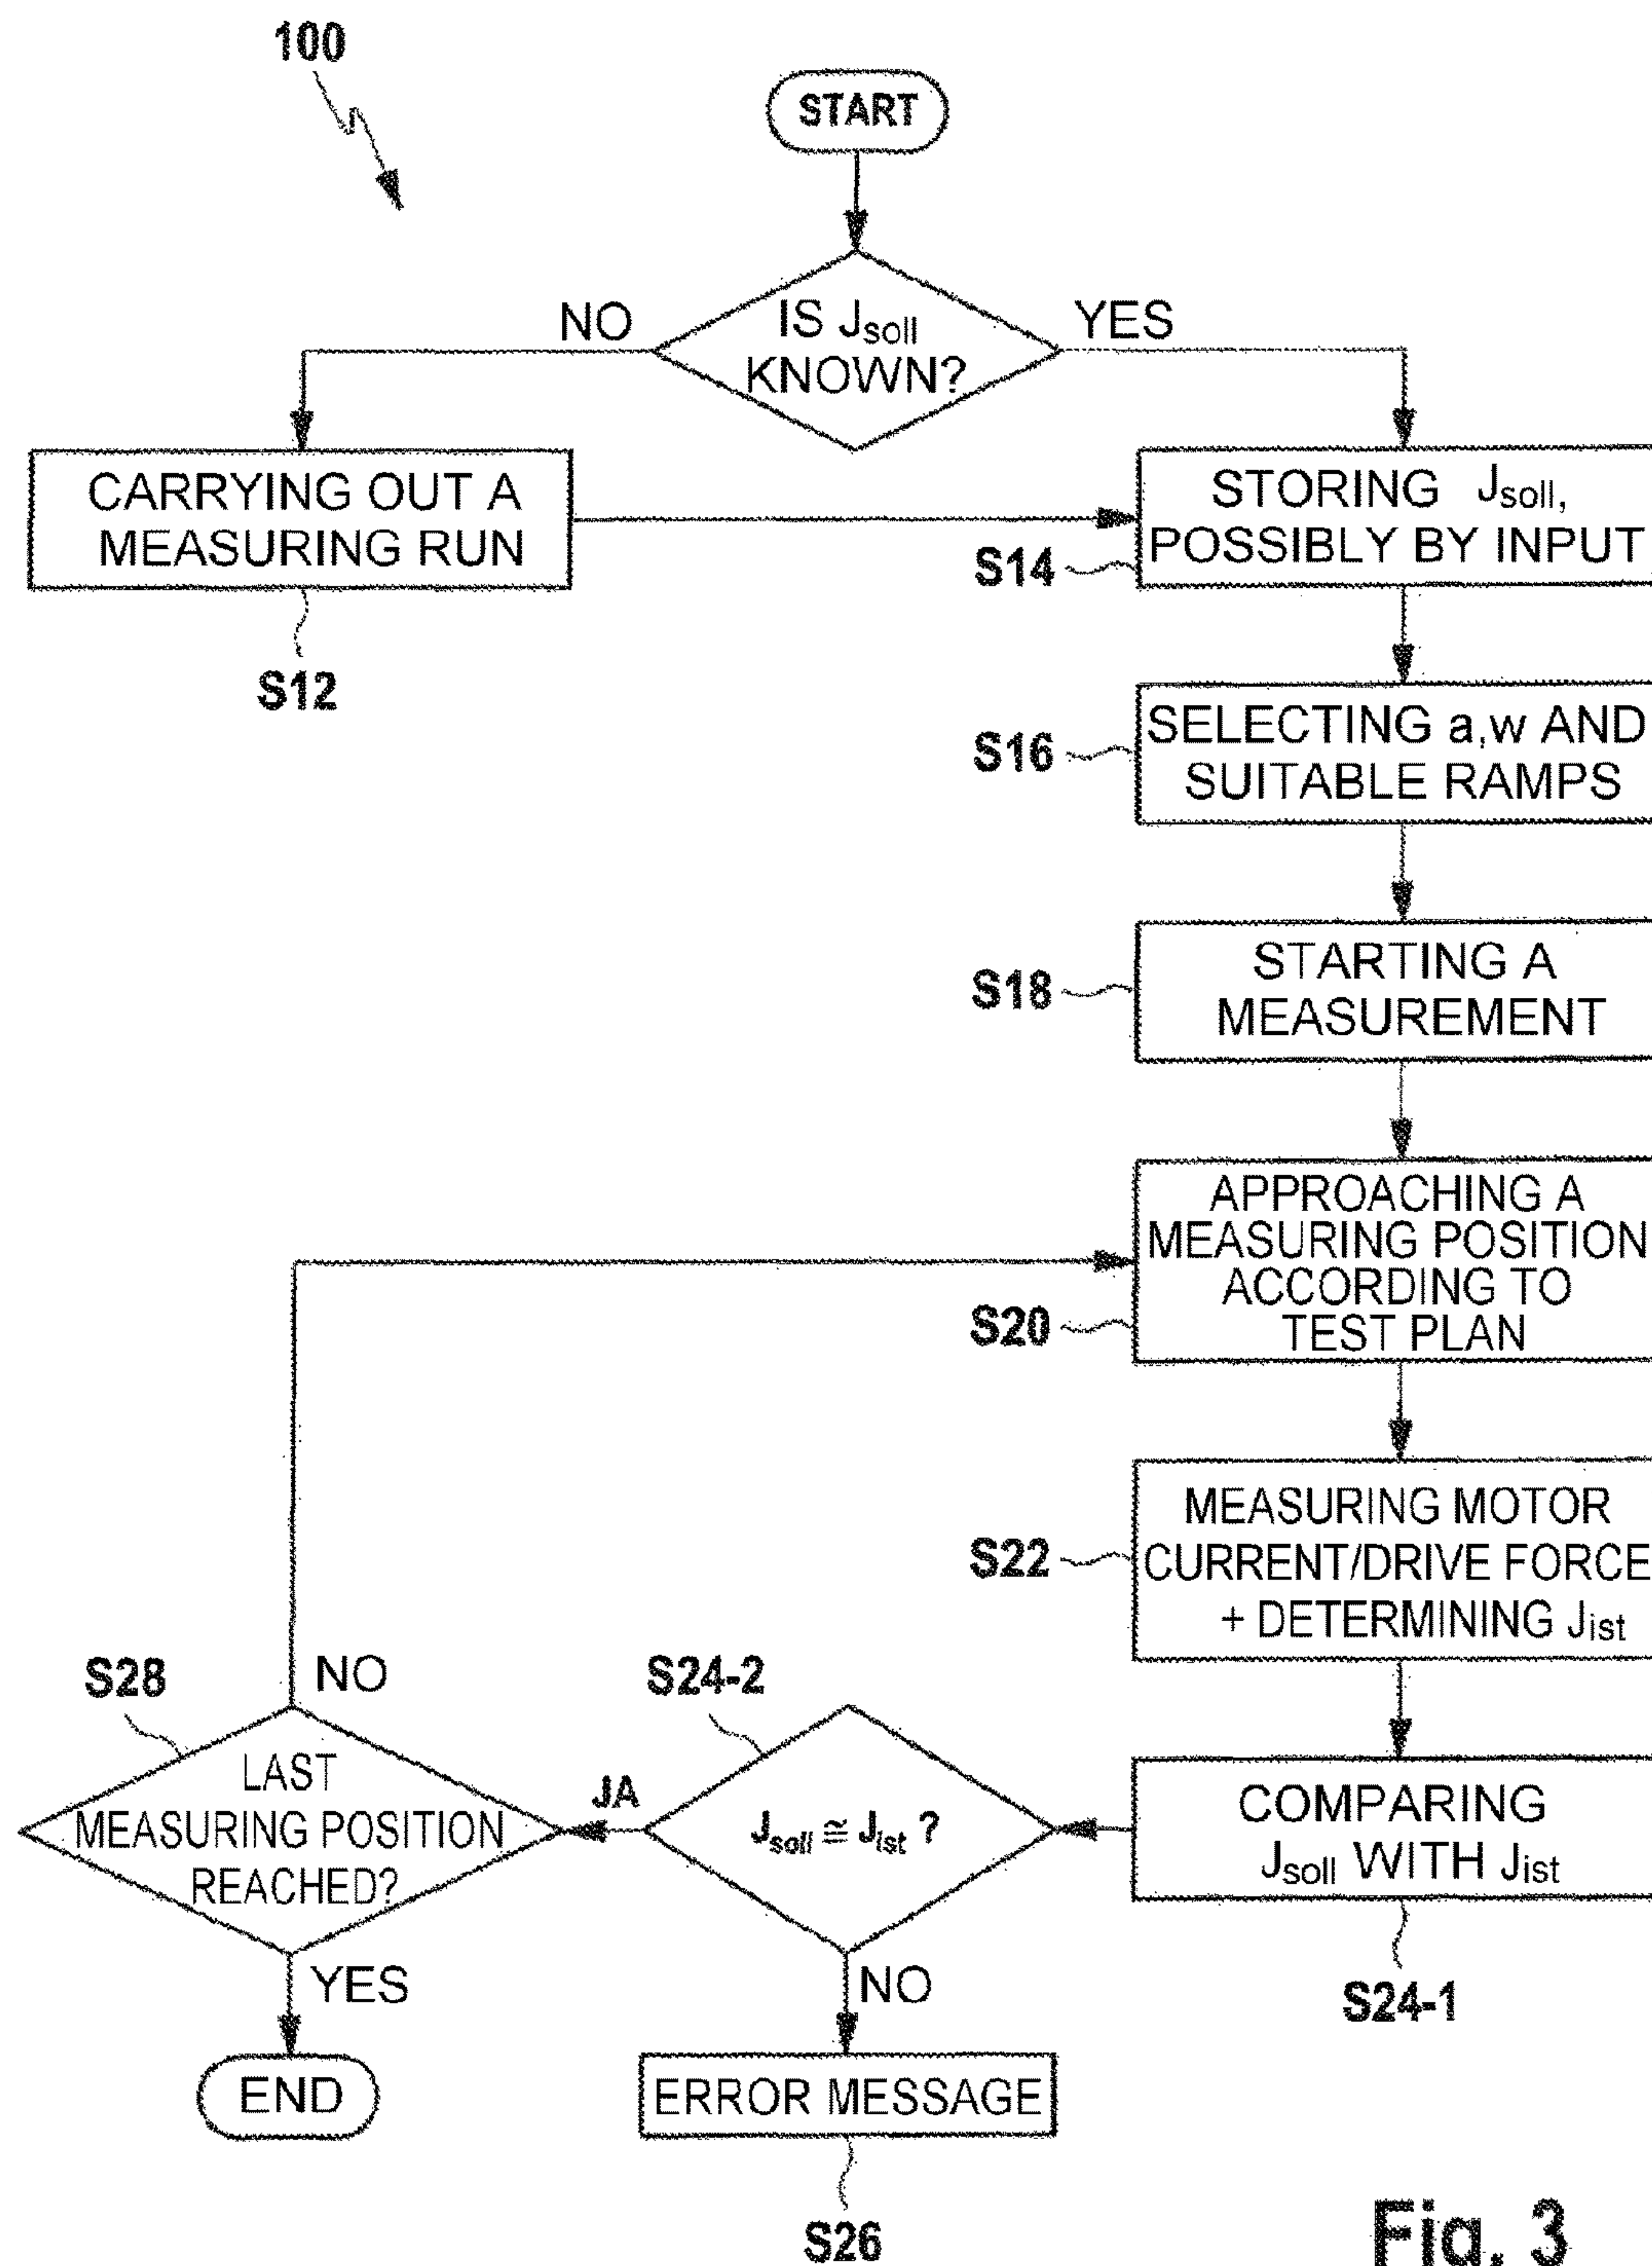 100
START
NO
IS Jsoll
KNOWN?
YES
CARRYING OUT A
MEASURING RUN
S12
STORING Jsoll,
POSSIBLY BY INPUT
S14
SELECTING a,w AND
SUITABLE RAMPS
S16
STARTING A
MEASUREMENT
S18
APPROACHING A
MEASURING POSITION
ACCORDING TO
TEST PLAN
S20
MEASURING MOTOR
CURRENT/DRIVE FORCE
+ DETERMINING Jist
S22
COMPARING
Jsoll WITH Jist
S24-1
S24-2
Jsoll ≅ Jist ?
JA
NO
ERROR MESSAGE
S26
S28
NO
LAST
MEASURING POSITION
REACHED?
YES
END
Fig. 3